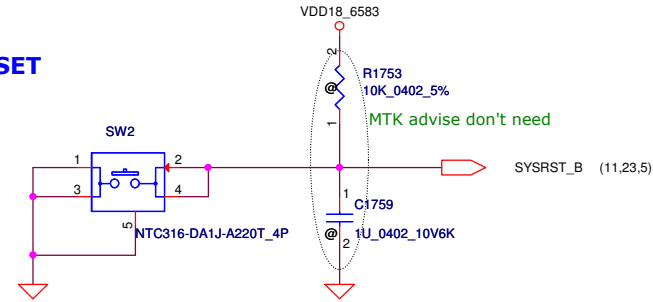 VDD18_6583
SET
2
R1753
@
10K_0402_5%
1
MTK advise don't need
SW2
1
2
3
4
5
SYSRST_B (11,23,5)
NTC316-DA1J-A220T_4P
1
C1759
@
1U_0402_10V6K
2